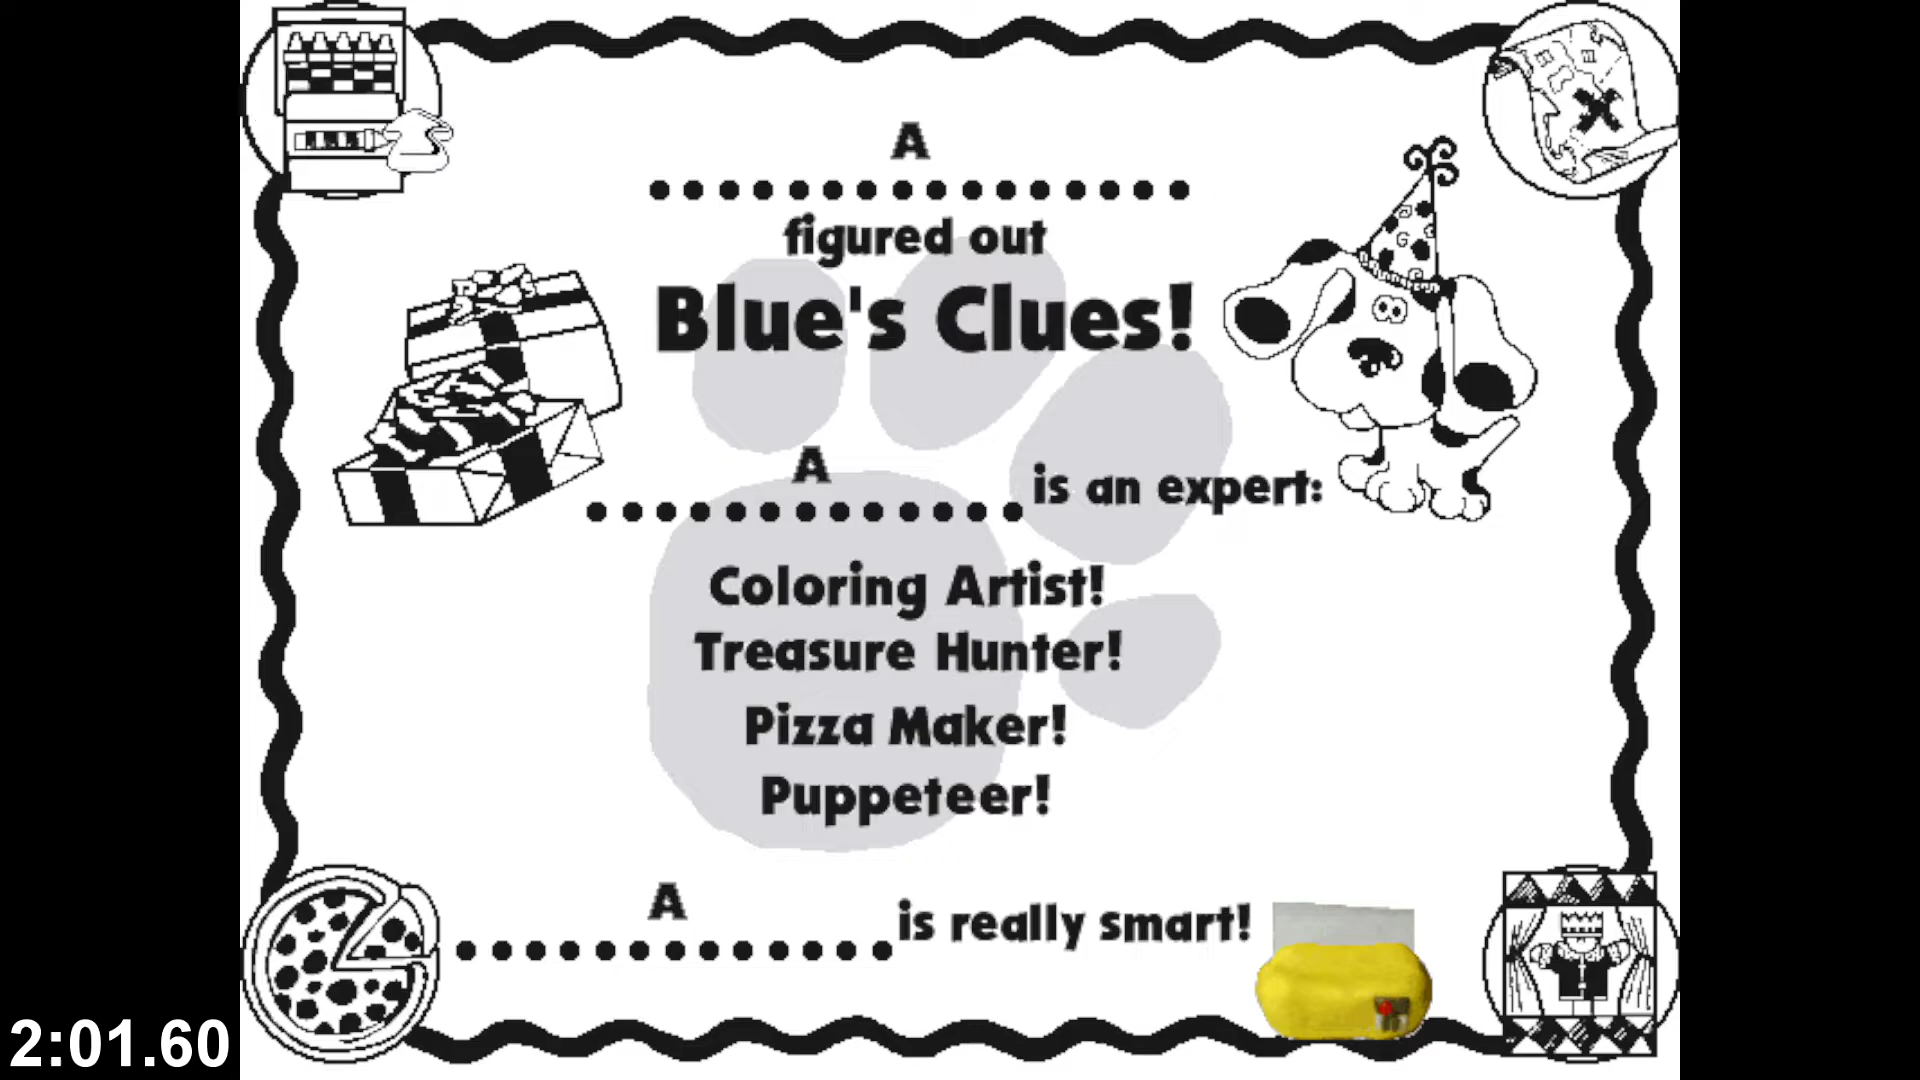 A
figured out
Blue's Clues!
A
is an expert:
Coloring Artist!
Treasure Hunter!
Pizza Maker!
Puppeteer!
A
is really smart!
2:01.60